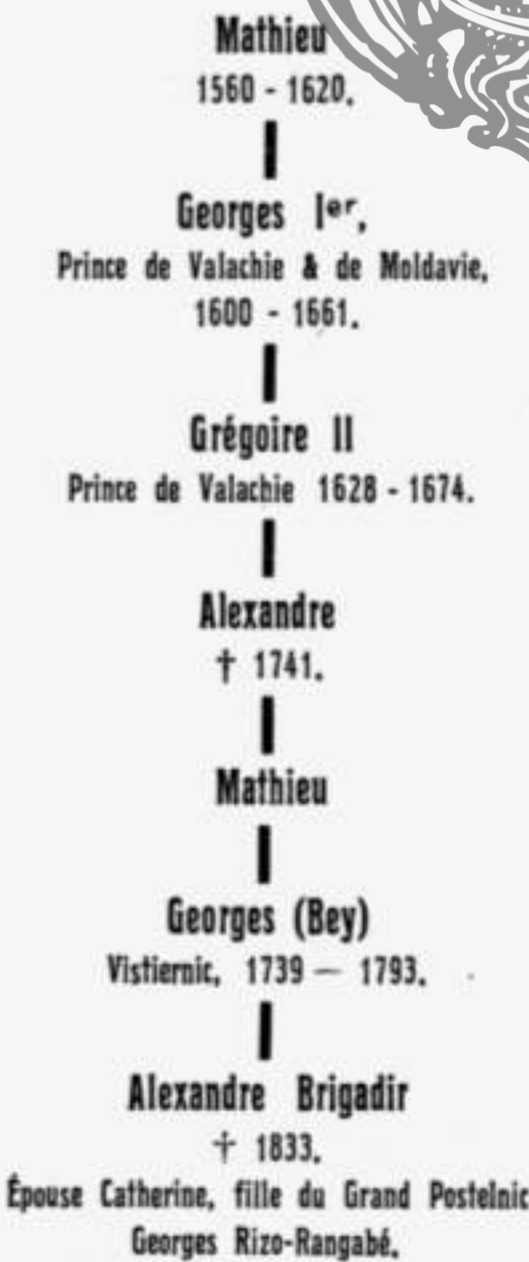 Mathieu
1560 - 1620.
Georges Ier,
Prince de Valachie & de Moldavie,
1600 - 1661.
Grégoire II
Prince de Valachie 1628 - 1674.
Alexandre
† 1741.
Mathieu
Georges (Bey)
Vistiernic, 1739 — 1793.
Alexandre Brigadir
† 1833.
Épouse Catherine, fille du Grand Postelnic
Georges Rizo-Rangabé.